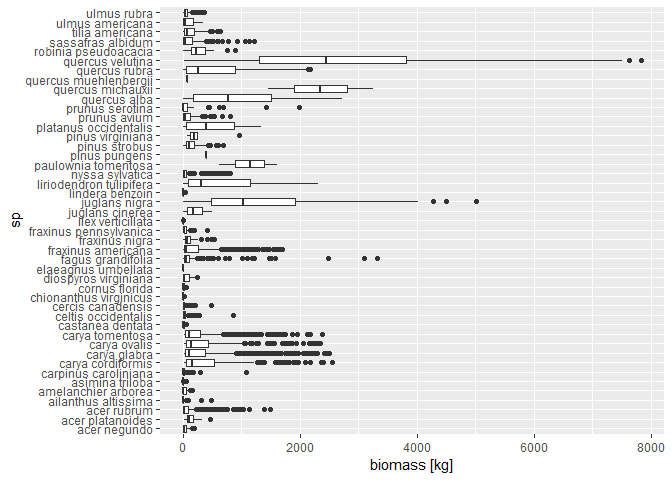 ulmus rubra
ulmus americana
tilia americana
sassafras albidum
robinia pseudoacacia
quercus velutina
quercus rubra
quercus muehlenbergii
quercus michauxii
quercus alba
prunus serotina
prunus avium
platanus occidentalis
pinus virginiana
pinus strobus
pinus pungens
paulownia tomentosa
nyssa sylvatica
liriodendron tulipifera
lindera benzoin
juglans nigra
juglans cinerea
ilex verticillata
fraxinus pennsylvanica
fraxinus nigra
fraxinus americana
fagus grandifolia
elaeagnus umbellata
diospyros virginiana
cornus florida
chionanthus virginicus
cercis canadensis
celtis occidentalis
castanea dentata
carya tomentosa
carya ovalis
carya glabra
carya cordiformis
carpinus caroliniana
asimina triloba
amelanchier arborea
ailanthus altissima
acer rubrum
acer platanoides
acer negundo
sp
0 2000 4000 6000 8000
biomass [kg]